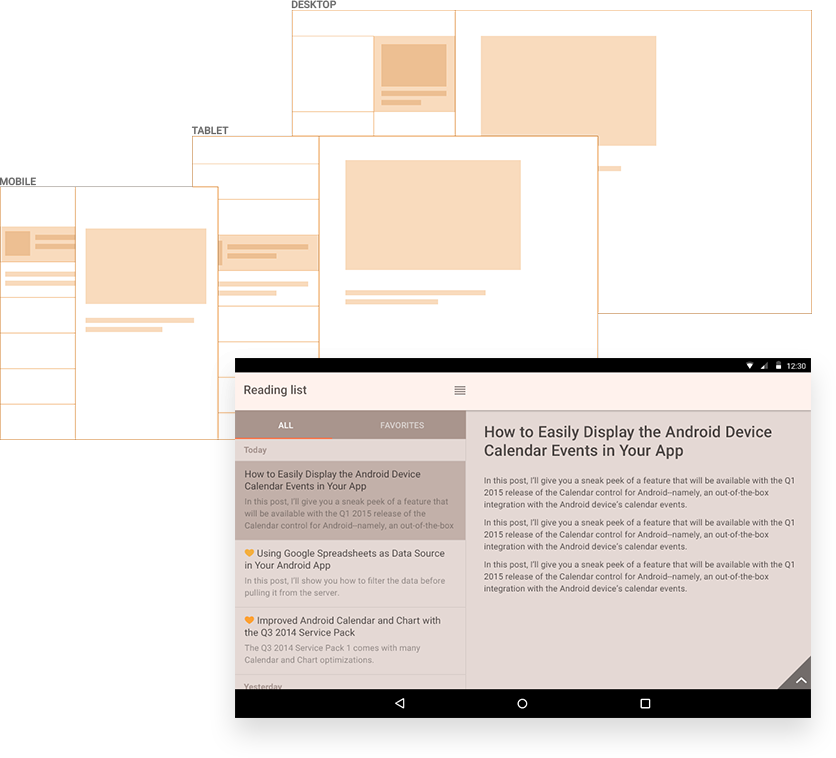 DESKTOP
TABLET
MOBILE
12:30
Reading list
ALL
FAVORITES
Today
How to Easily Display the Android Device
Calendar Events in Your App
In this post, I'll give you a sneak peek of a feature that
will be available with the Q1 2015 release of the
Calendar control for Android--namely, an out-of-the-box
Using Google Spreadsheets as Data Source
in Your Android App
In this post, I'll show you how to filter the data before
pulling it from the server.
Improved Android Calendar and Chart with
the Q3 2014 Service Pack
The Q3 2014 Service Pack 1 comes with many
Calendar and Chart optimizations.
Yesterday
How to Easily Display the Android Device
Calendar Events in Your App
In this post, I'll give you a sneak peek of a feature that will be available with the Q1
2015 release of the Calendar control for Android--namely, an out-of-the-box
integration with the Android device's calendar events.
In this post, I'll give you a sneak peek of a feature that will be available with the Q1
2015 release of the Calendar control for Android--namely, an out-of-the-box
integration with the Android device's calendar events.
In this post, I'll give you a sneak peek of a feature that will be available with the Q1
2015 release of the Calendar control for Android--namely, an out-of-the-box
integration with the Android device's calendar events.